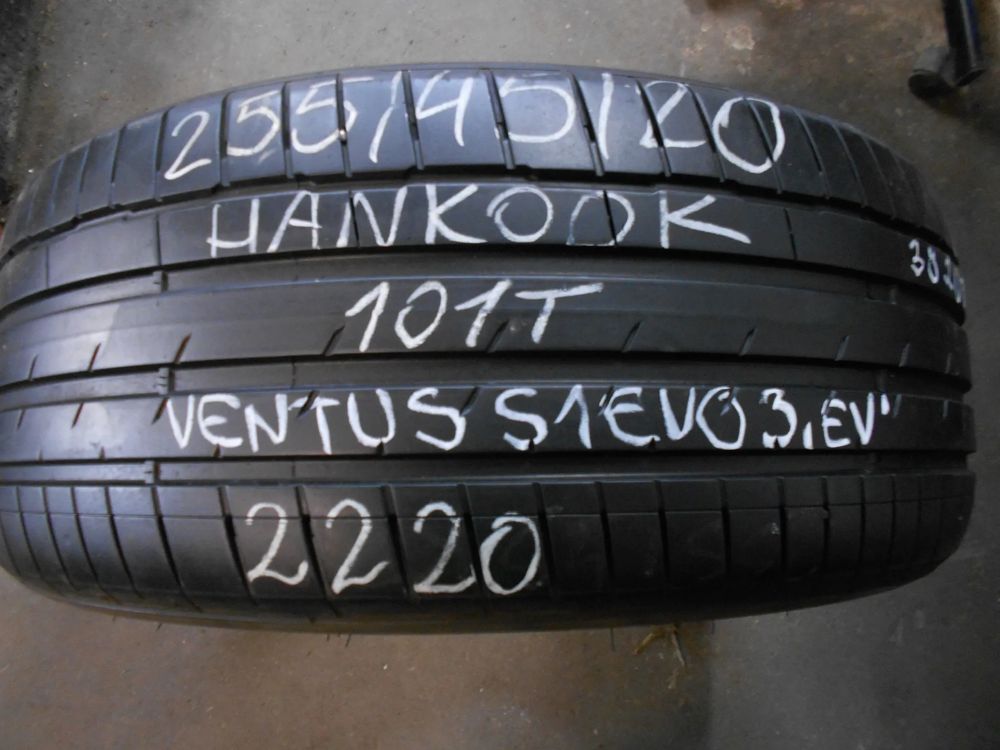 255/45/20
HANKOOK
101T
VENTUS S1EVO3 "EV"
2220